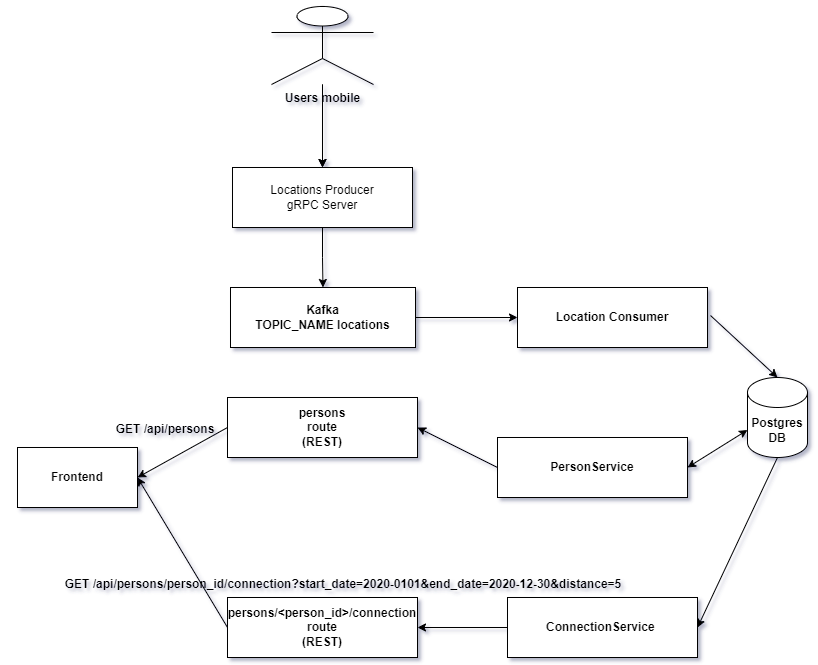 Users mobile
Locations Producer
gRPC Server
Kafka
TOPIC_NAME locations
Location Consumer
Postgres
DB
persons
route
(REST)
GET /api/persons
PersonService
Frontend
GET /api/persons/person_id/connection?start_date=2020-0101&end_date=2020-12-30&distance=5
persons/<person_id>/connection
route
(REST)
ConnectionService